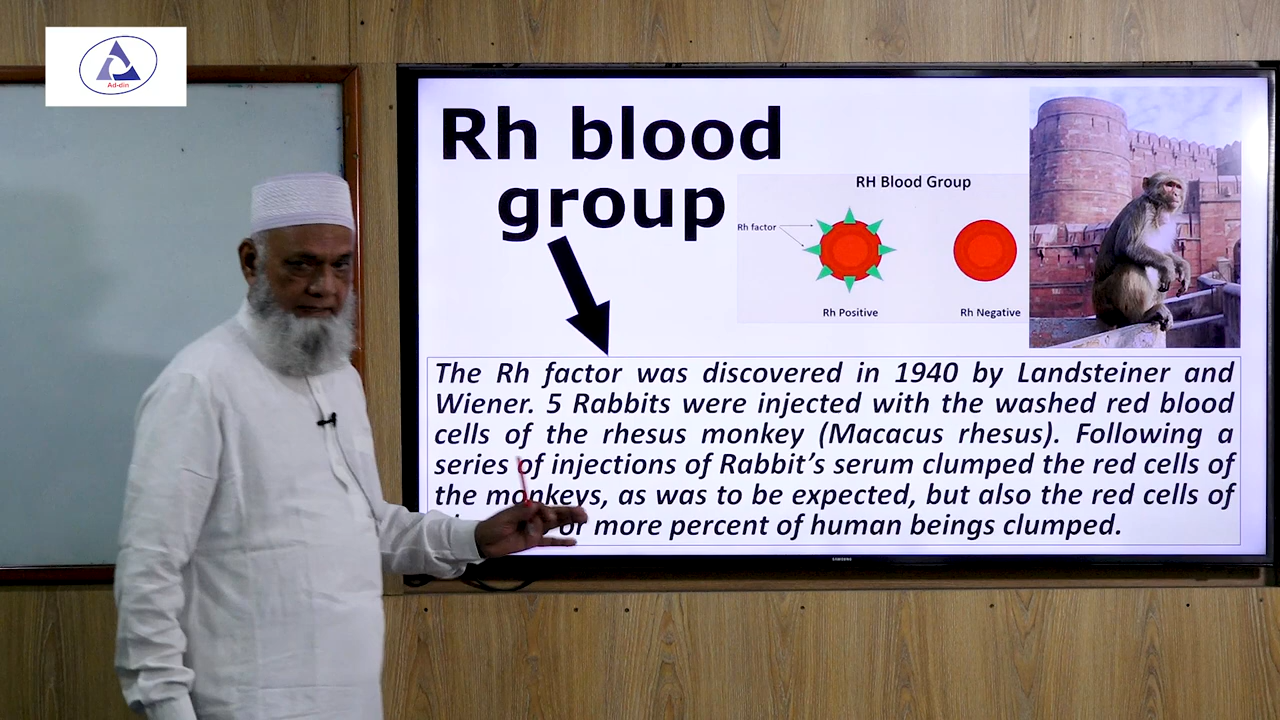 Ad-din
Rh blood
group
RH Blood Group
Rh factor
Rh Positive
Rh Negative
The Rh factor was discovered in 1940 by Landsteiner and
Wiener. 5 Rabbits were injected with the washed red blood
cells of the rhesus monkey (Macacus rhesus). Following a
series of injections of Rabbit's serum clumped the red cells of
the monkeys, as was to be expected, but also the red cells of
or more percent of human beings clumped.
SAMSUNG